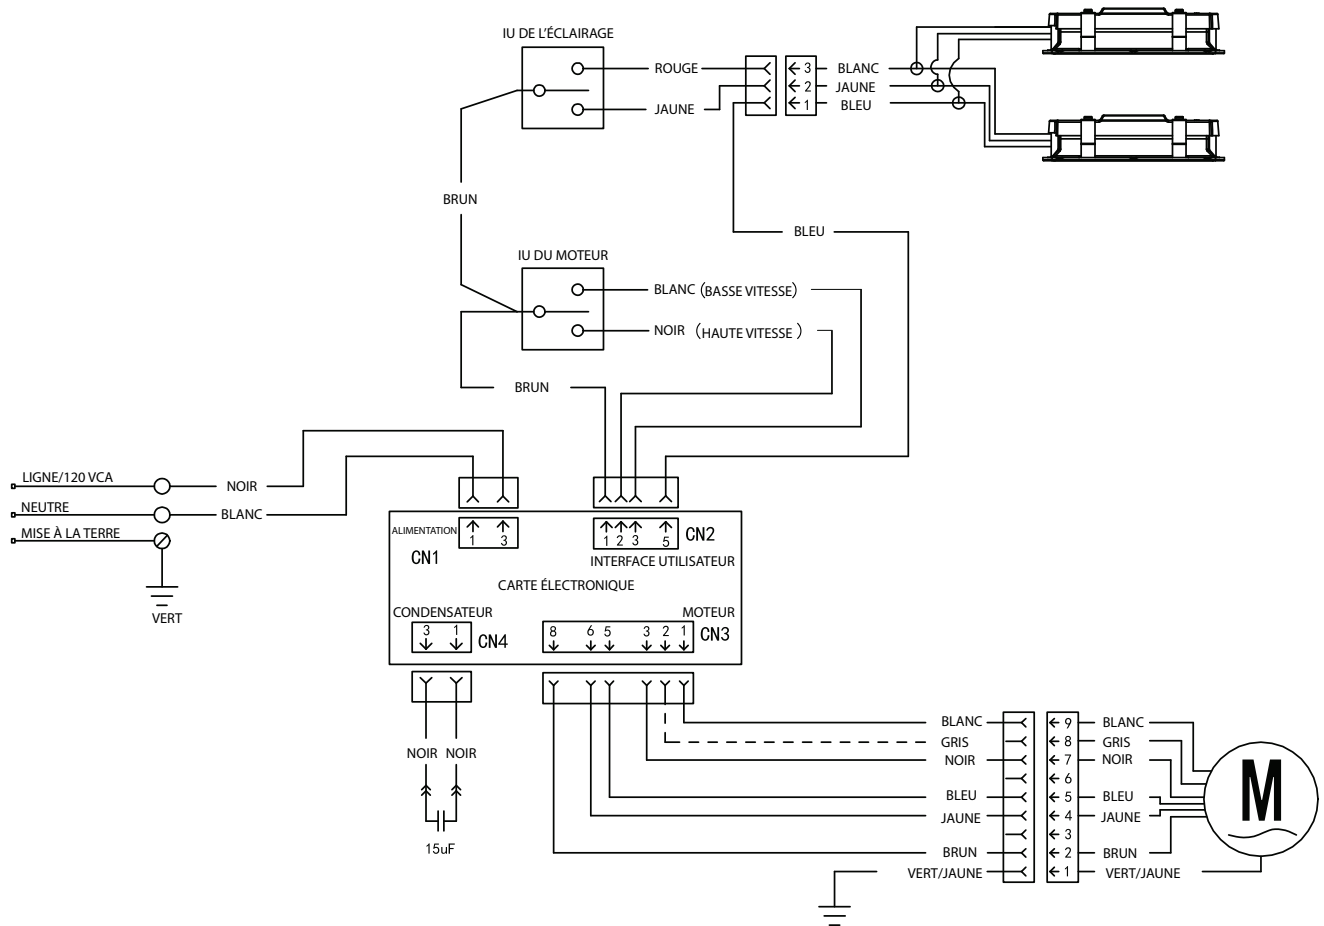 IU DE L'ÉCLAIRAGE
ROUGE
JAUNE
3 BLANC
2 JAUNE
1 BLEU
BRUN
BLEU
IU DU MOTEUR
BLANC (BASSE VITESSE)
NOIR (HAUTE VITESSE )
BRUN
LIGNE/120 VCA
NOIR
NEUTRE
BLANC
MISE À LA TERRE
VERT
ALIMENTATION
1 3
CN1
1 2 3 5
CN2
INTERFACE UTILISATEUR
CARTE ÉLECTRONIQUE
CONDENSATEUR
3 1
CN4
MOTEUR
8 6 5 3 2 1
CN3
NOIR NOIR
15uF
BLANC 9 BLANC
GRIS 8 GRIS
NOIR 7 NOIR
6
BLEU 5 BLEU
JAUNE 4 JAUNE
3
BRUN 2 BRUN
VERT/JAUNE 1 VERT/JAUNE
M